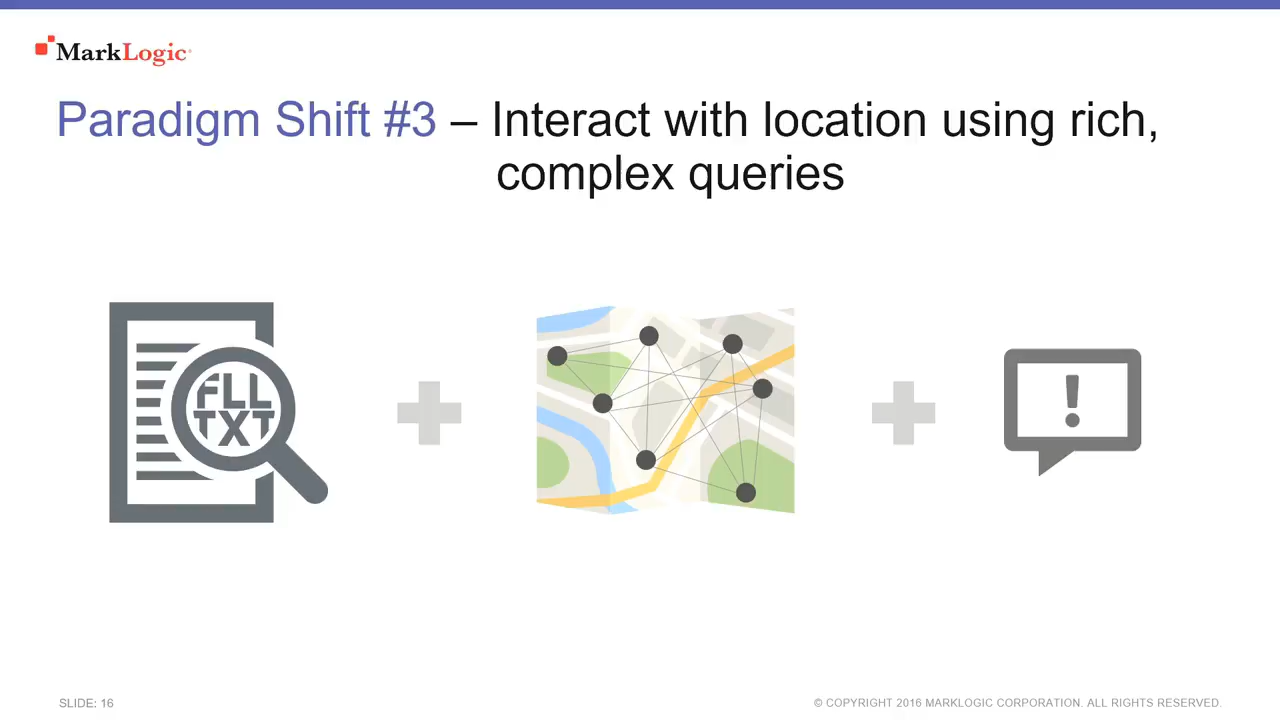 MarkLogic
Paradigm Shift #3 – Interact with location using rich,
complex queries
FLL
TXT
!
SLIDE: 16
© COPYRIGHT 2016 MARKLOGIC CORPORATION. ALL RIGHTS RESERVED.